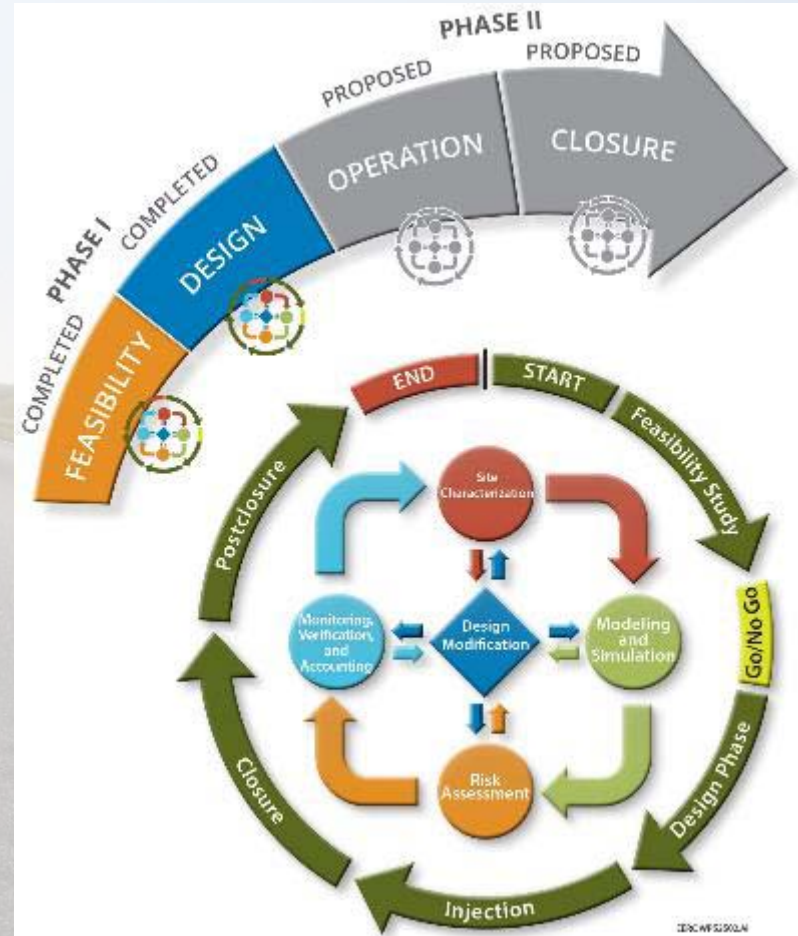 PHASE II
PROPOSED
PROPOSED
PHASE I
COMPLETED
COMPLETED
FEASIBILITY
DESIGN
OPERATION
CLOSURE
END
START
Feasibility Study
Go/No Go
Design Phase
Injection
Closure
Postclosure
Site
Characterization
Modeling
and
Simulation
Risk
Assessment
Monitoring,
Verification,
and
Accounting
Design
Modification